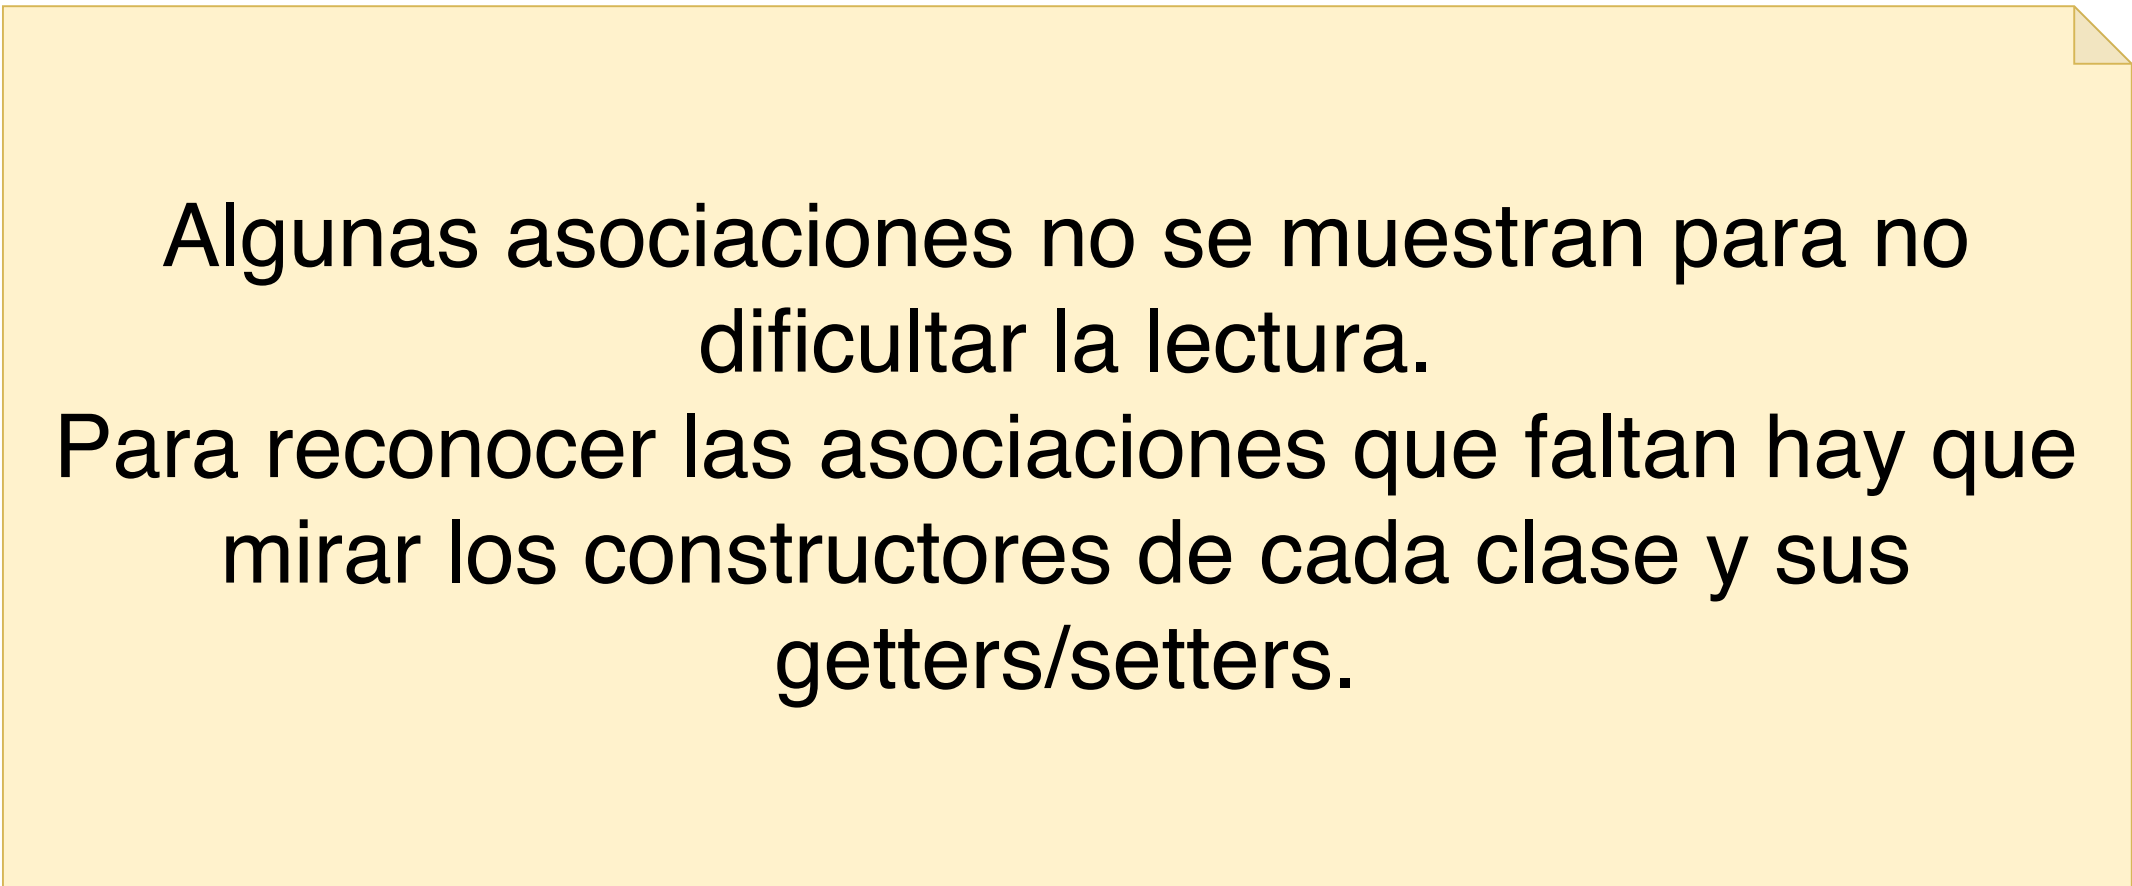 Algunas asociaciones no se muestran para no
dificultar la lectura.
Para reconocer las asociaciones que faltan hay que
mirar los constructores de cada clase y sus
getters/setters.